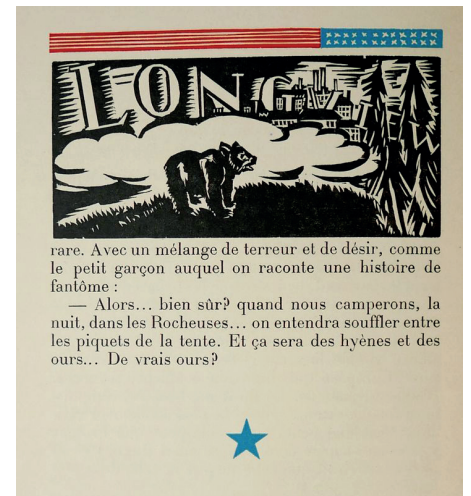 LONG VIEW
rare. Avec un mélange de terreur et de désir, comme
le petit garçon auquel on raconte une histoire de
fantôme :
— Alors... bien sûr? quand nous camperons, la
nuit, dans les Rocheuses... on entendra souffler entre
les piquets de la tente. Et ça sera des hyènes et des
ours... De vrais ours?